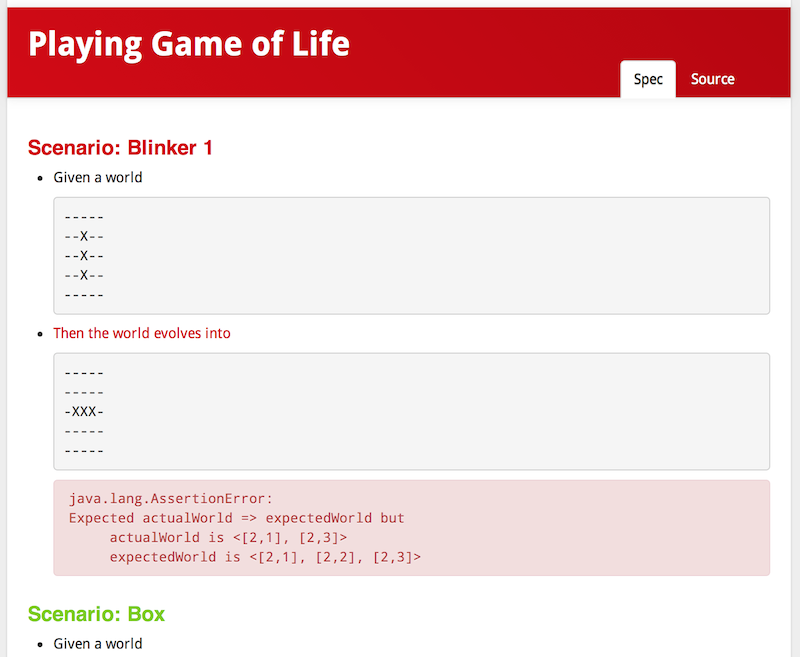 Playing Game of Life
Spec
Source
Scenario: Blinker 1
Given a world
-----
--X--
--X--
--X--
-----
Then the world evolves into
-----
-----
-XXX-
-----
-----
java.lang.AssertionError:
Expected actualWorld => expectedWorld but
     actualWorld is <[2,1], [2,3]>
     expectedWorld is <[2,1], [2,2], [2,3]>
Scenario: Box
Given a world